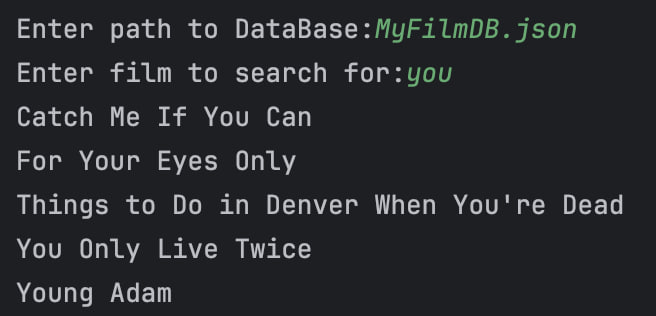 Enter path to DataBase:MyFilmDB.json
Enter film to search for:you
Catch Me If You Can
For Your Eyes Only
Things to Do in Denver When You're Dead
You Only Live Twice
Young Adam